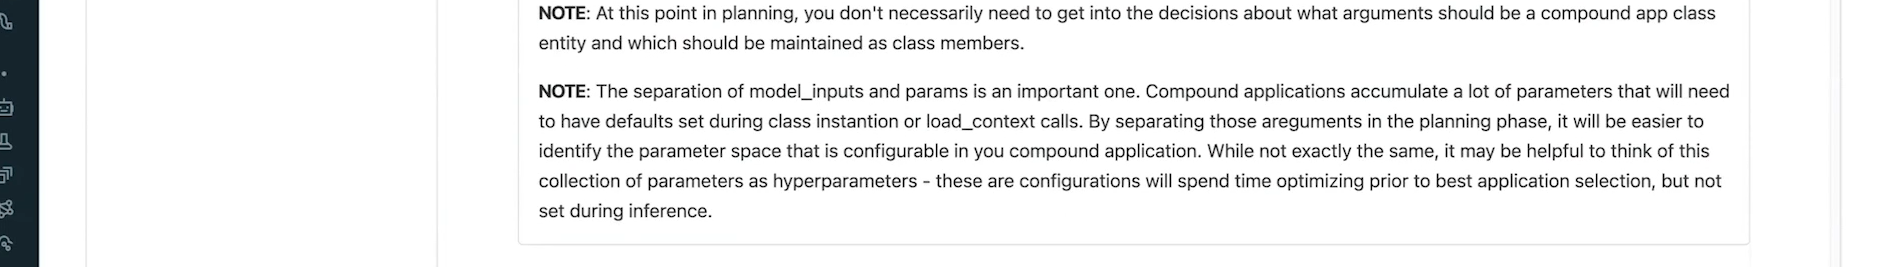 NOTE: At this point in planning, you don't necessarily need to get into the decisions about what arguments should be a compound app class
entity and which should be maintained as class members.
NOTE: The separation of model_inputs and params is an important one. Compound applications accumulate a lot of parameters that will need
to have defaults set during class instantion or load_context calls. By separating those areguments in the planning phase, it will be easier to
identify the parameter space that is configurable in you compound application. While not exactly the same, it may be helpful to think of this
collection of parameters as hyperparameters - these are configurations will spend time optimizing prior to best application selection, but not
set during inference.